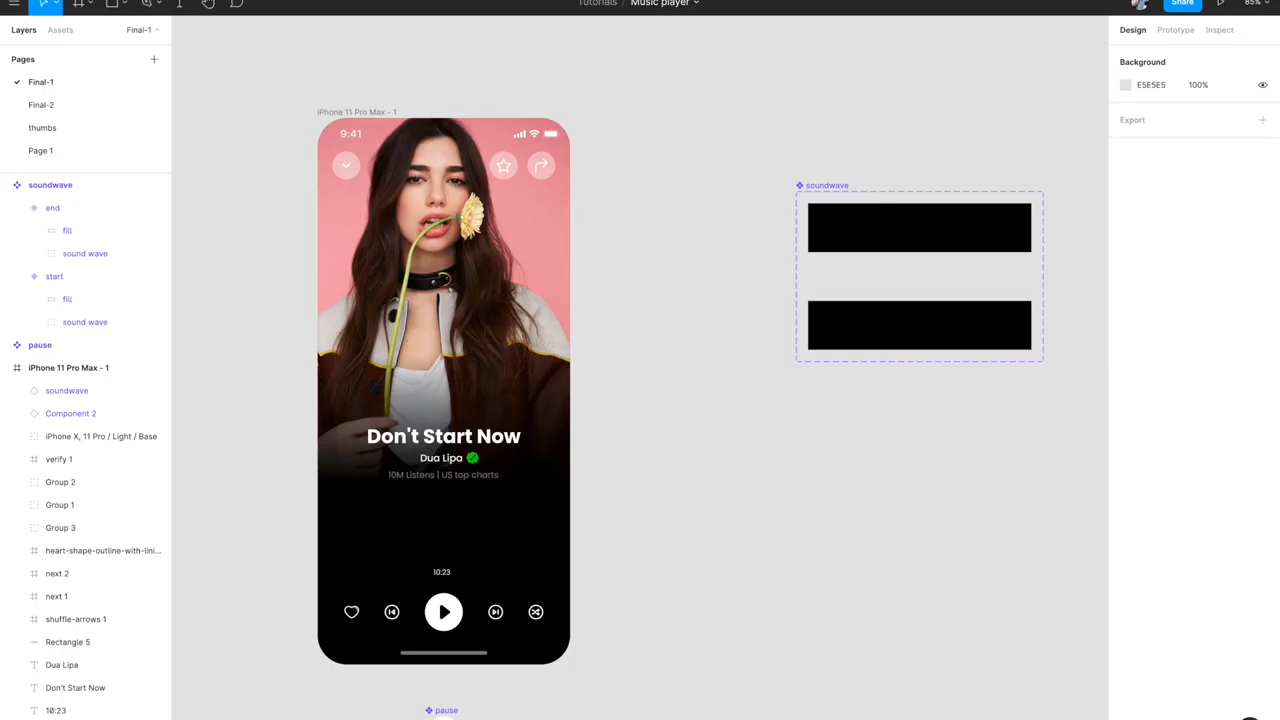 Tutorials / Music player
Share
85%
Layers
Assets
Final-1
Pages
Final-1
Final-2
thumbs
Page 1
soundwave
end
fill
sound wave
start
fill
sound wave
pause
iPhone 11 Pro Max - 1
soundwave
Component 2
iPhone X, 11 Pro / Light / Base
verify 1
Group 2
Group 1
Group 3
heart-shape-outline-with-lini...
next 2
next 1
shuffle-arrows 1
Rectangle 5
Dua Lipa
Don't Start Now
10:23
iPhone 11 Pro Max - 1
9:41
Don't Start Now
Dua Lipa
10M Listens | US top charts
10:23
pause
soundwave
Design
Prototype
Inspect
Background
E5E5E5
100%
Export